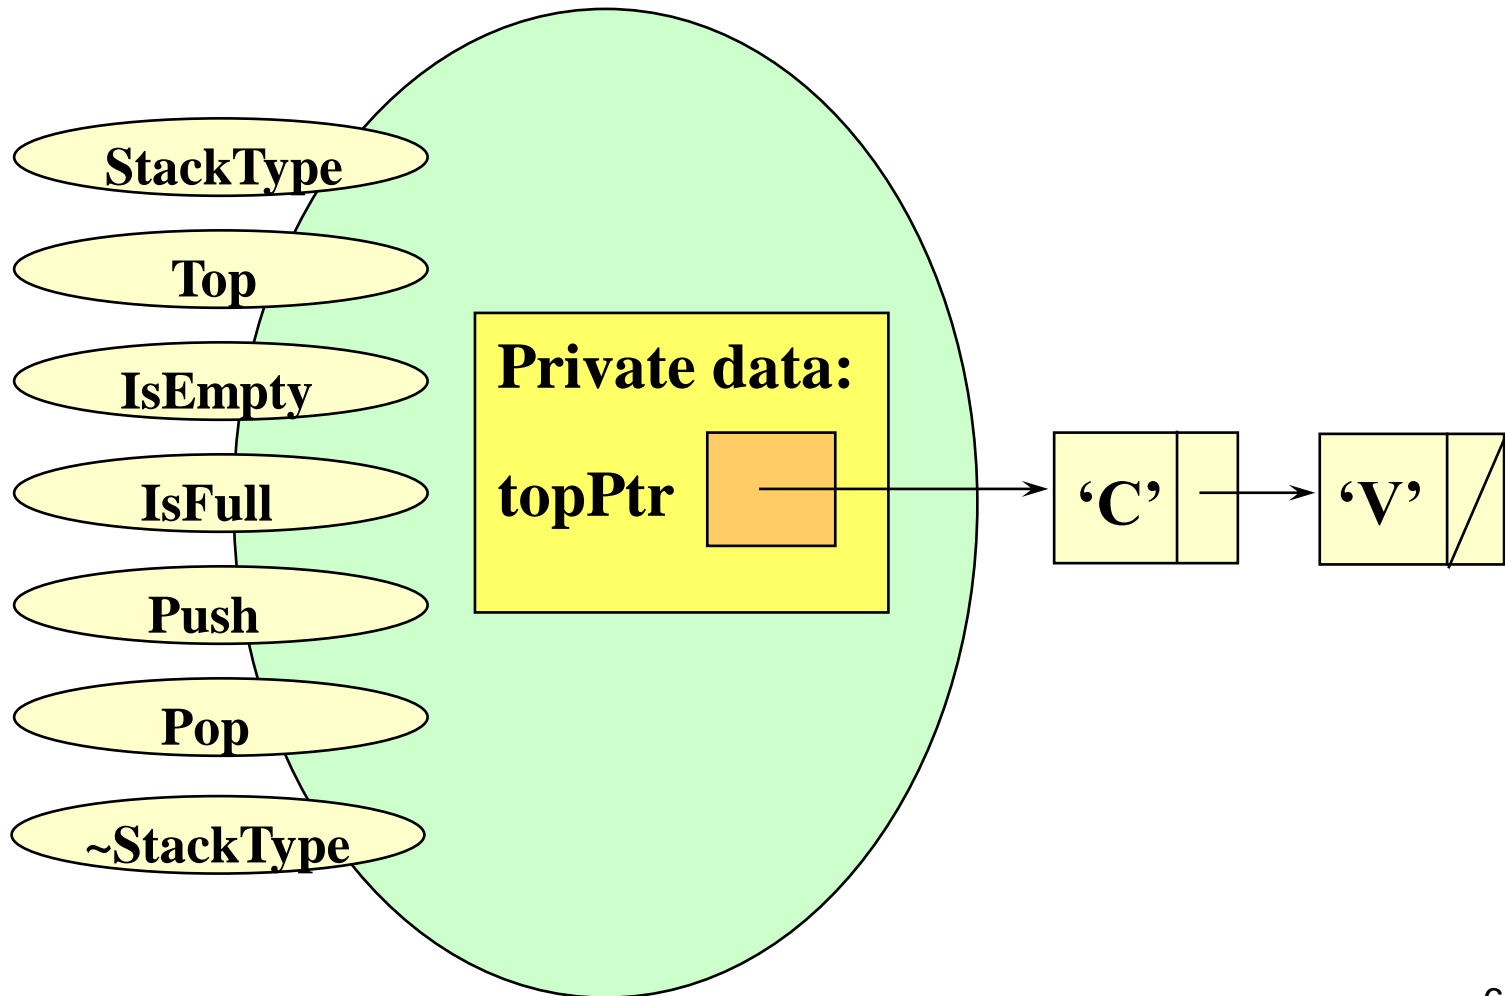 StackType
Top
IsEmpty
IsFull
Push
Pop
~StackType
Private data:
topPtr
‘C’
‘V’